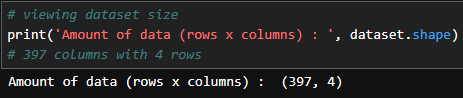 # viewing dataset size
print('Amount of data (rows x columns) : ', dataset.shape)
# 397 columns with 4 rows
Amount of data (rows x columns) :  (397, 4)